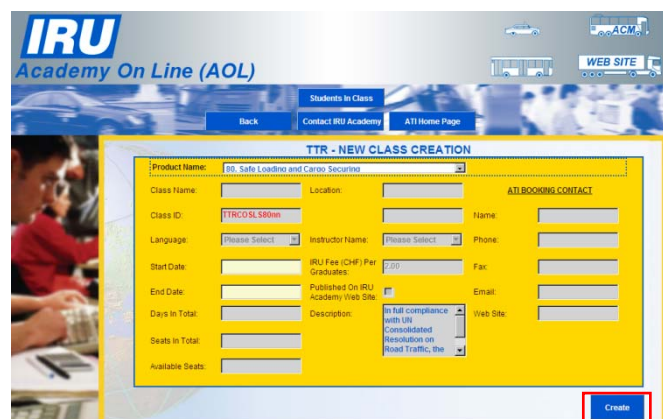 IRU
Academy On Line (AOL)
ACM
WEB SITE
Students In Class
Back
Contact IRU Academy
ATI Home Page
TTR - NEW CLASS CREATION
Product Name:
80. Safe Loading and Cargo Securing
Class Name:
Location:
ATI BOOKING CONTACT
Class ID:
TTRCOSLS80nn
Name:
Language:
Please Select
Instructor Name:
Please Select
Phone:
Start Date:
IRU Fee (CHF) Per Graduates:
2.00
Fax:
End Date:
Published On IRU Academy Web Site:
Email:
Days In Total:
Description:
In full compliance
with UN
Consolidated
Resolution on
Road Traffic, the
Web Site:
Seats In Total:
Available Seats:
Create